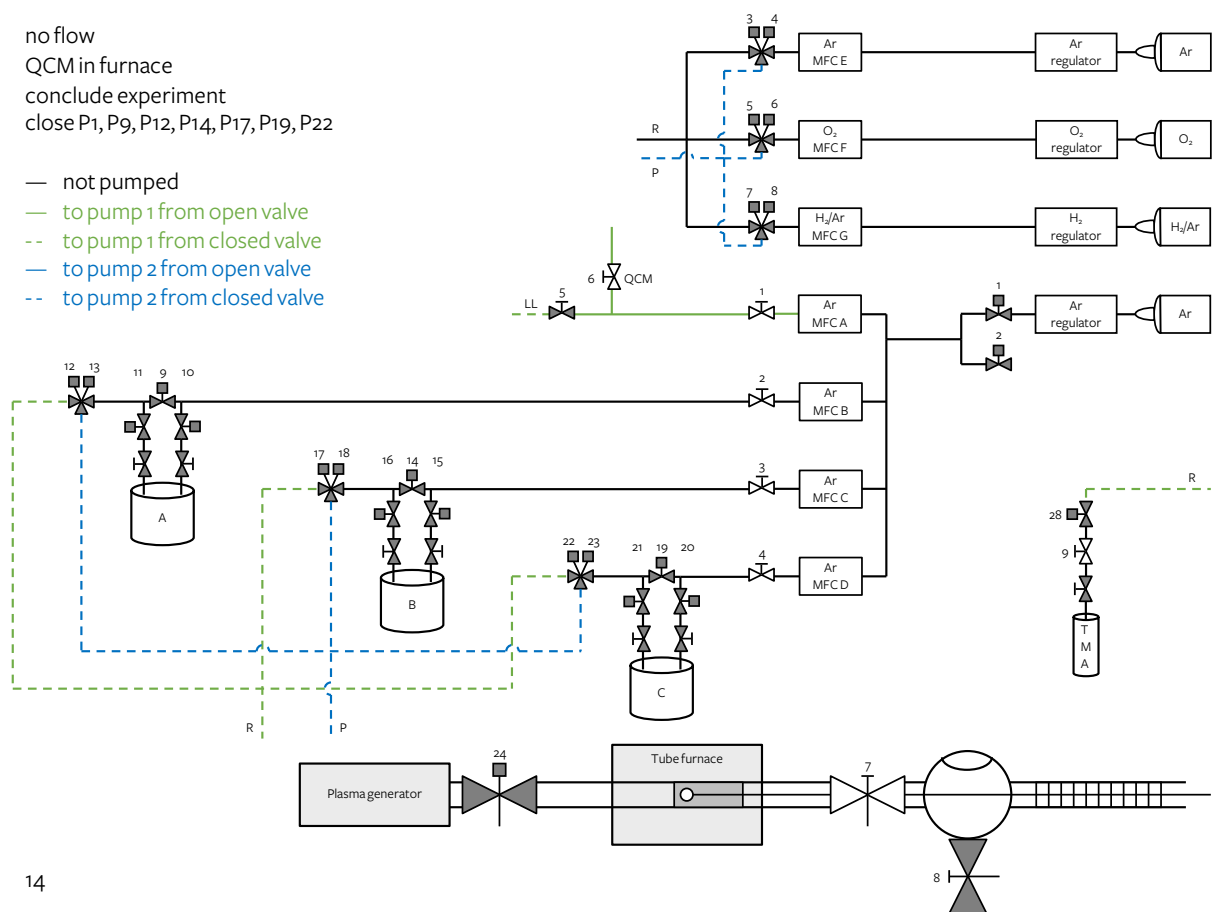 no flow
QCM in furnace
conclude experiment
close P1, P9, P12, P14, P17, P19, P22
— not pumped
— to pump 1 from open valve
-- to pump 1 from closed valve
— to pump 2 from open valve
-- to pump 2 from closed valve
3 4
Ar
MFC E
Ar
regulator
Ar
R
5 6
O₂
MFC F
O₂
regulator
O₂
P
7 8
H₂/Ar
MFC G
H₂
regulator
H₂/Ar
6 QCM
LL
5
1
Ar
MFC A
1
Ar
regulator
Ar
2
12 13
11 9 10
2
Ar
MFC B
A
17 18
16 14 15
3
Ar
MFC C
B
22 23
21 19 20
4
Ar
MFC D
C
R
28
9
T
M
A
R
P
Plasma generator
24
Tube furnace
7
8
14